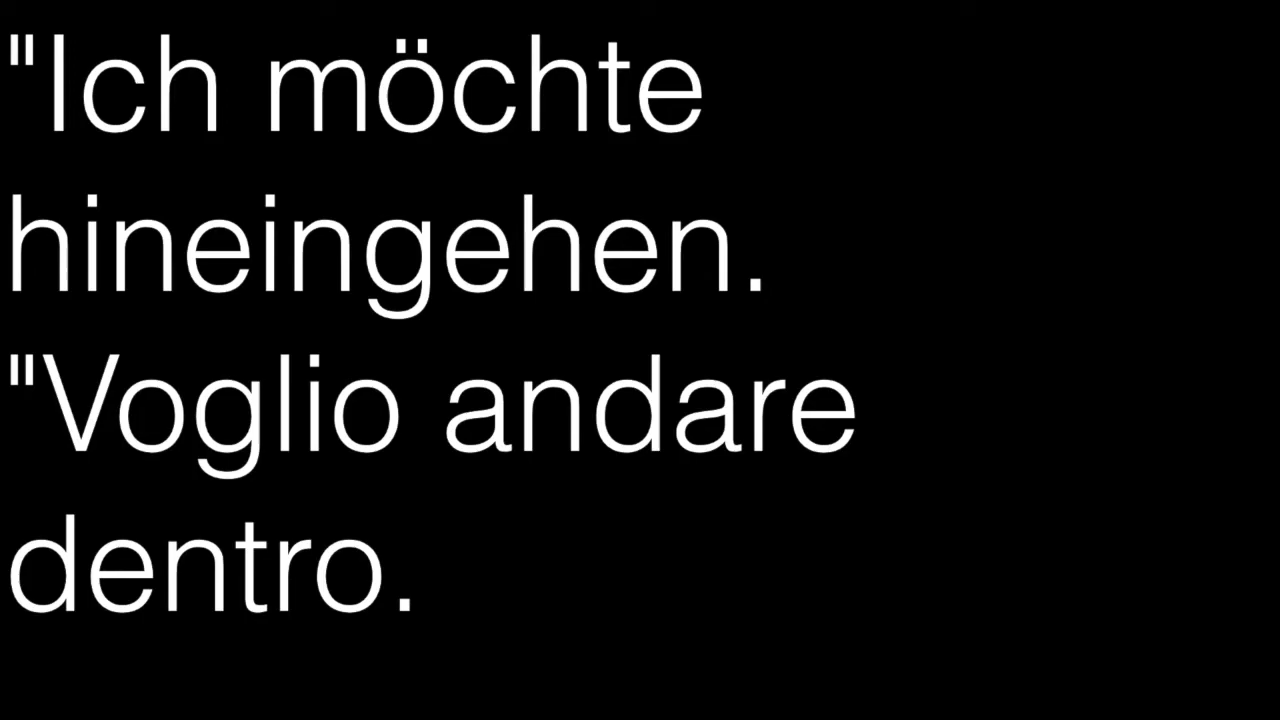 "Ich möchte
hineingehen.
"Voglio andare
dentro.